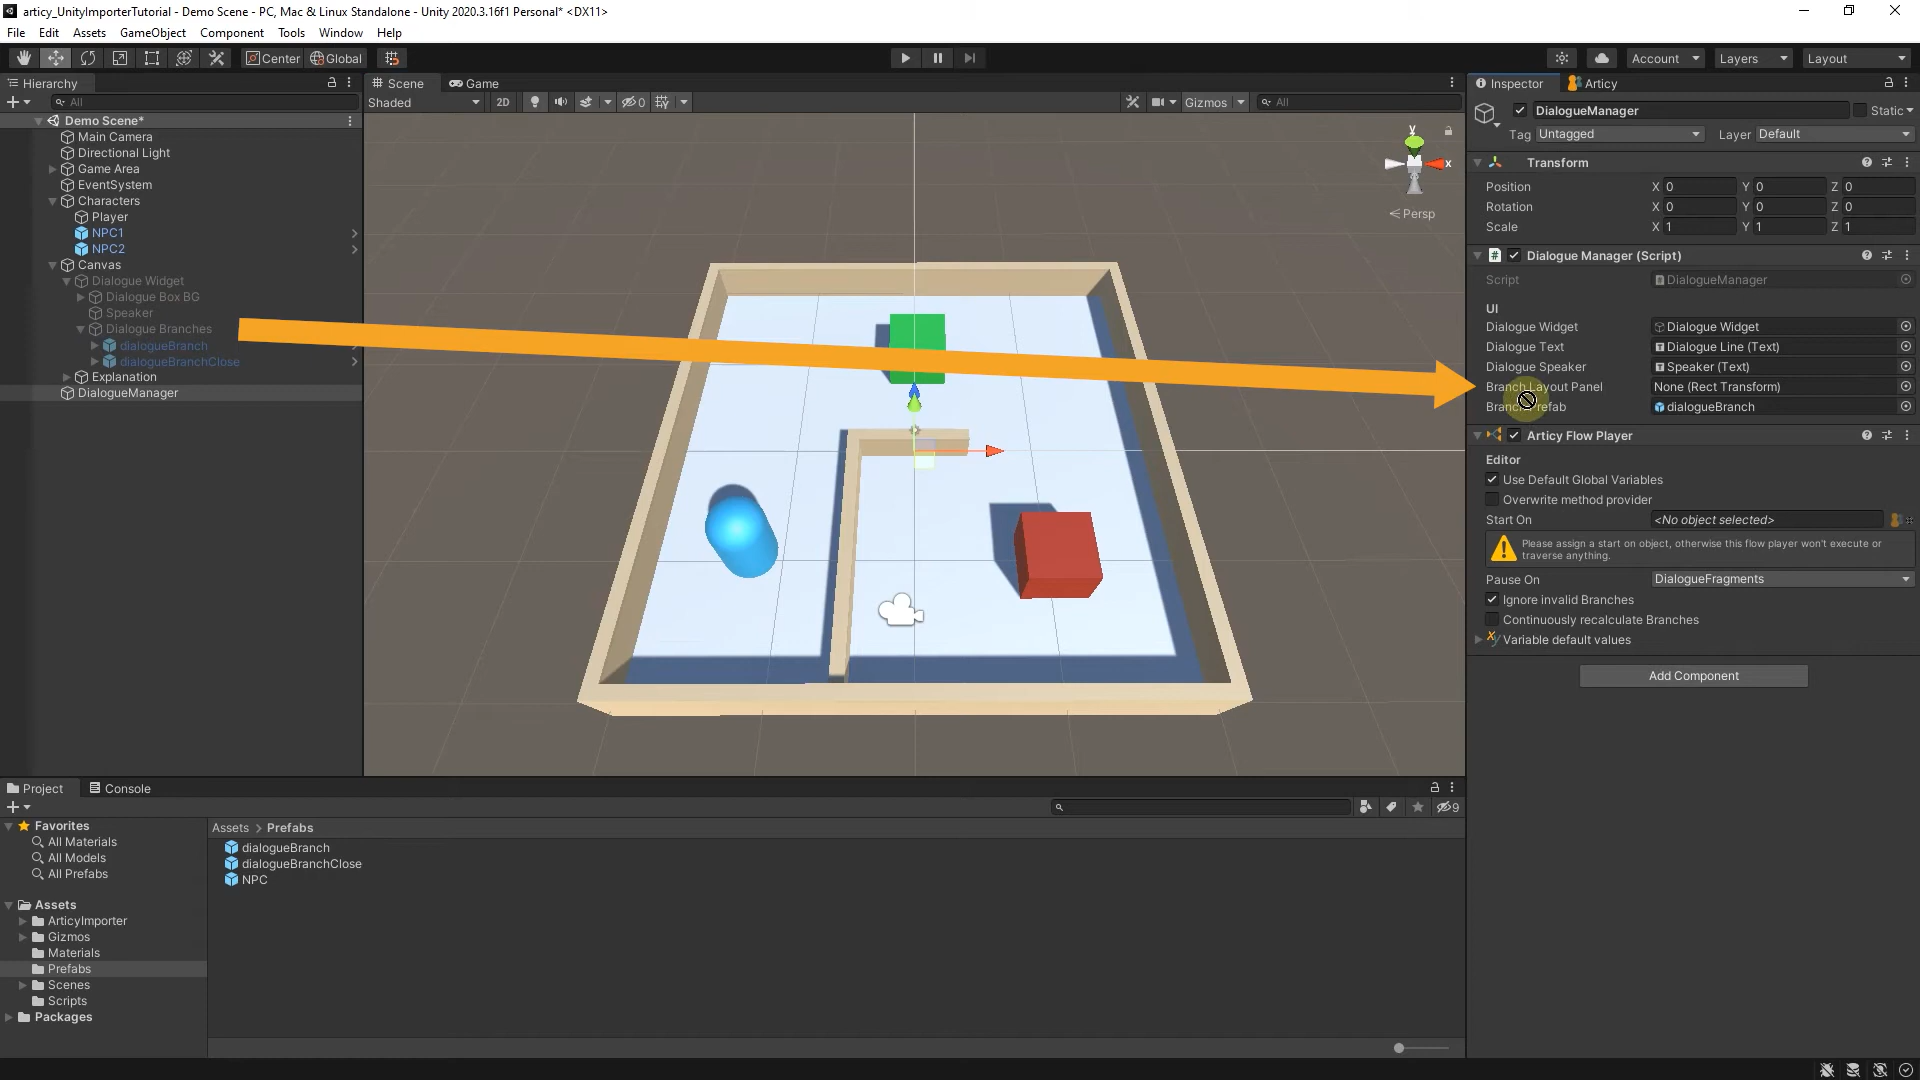 articy_UnityImporterTutorial - Demo Scene - PC, Mac & Linux Standalone - Unity 2020.3.16f1 Personal* <DX11>
File Edit Assets GameObject Component Tools Window Help
Center Global Account Layers Layout
Hierarchy
All
Demo Scene*
Main Camera
Directional Light
Game Area
EventSystem
Characters
Player
NPC1
NPC2
Canvas
Dialogue Widget
Dialogue Box BG
Speaker
Dialogue Branches
dialogueBranch
dialogueBranchClose
Explanation
DialogueManager
Scene Game
Shaded 2D 0 Gizmos All
y
x
Persp
Inspector Articy
DialogueManager Static
Tag Untagged Layer Default
Transform
Position X 0 Y 0 Z 0
Rotation X 0 Y 0 Z 0
Scale X 1 Y 1 Z 1
Dialogue Manager (Script)
Script DialogueManager
UI
Dialogue Widget Dialogue Widget
Dialogue Text Dialogue Line (Text)
Dialogue Speaker Speaker (Text)
Branch Layout Panel None (Rect Transform)
Branch Prefab dialogueBranch
Articy Flow Player
Editor
Use Default Global Variables
Overwrite method provider
Start On <No object selected>
Please assign a start on object, otherwise this flow player won't execute or
traverse anything.
Pause On DialogueFragments
Ignore invalid Branches
Continuously recalculate Branches
Variable default values
Add Component
Project Console
9
Favorites
All Materials
All Models
All Prefabs
Assets
ArticyImporter
Gizmos
Materials
Prefabs
Scenes
Scripts
Packages
Assets > Prefabs
dialogueBranch
dialogueBranchClose
NPC